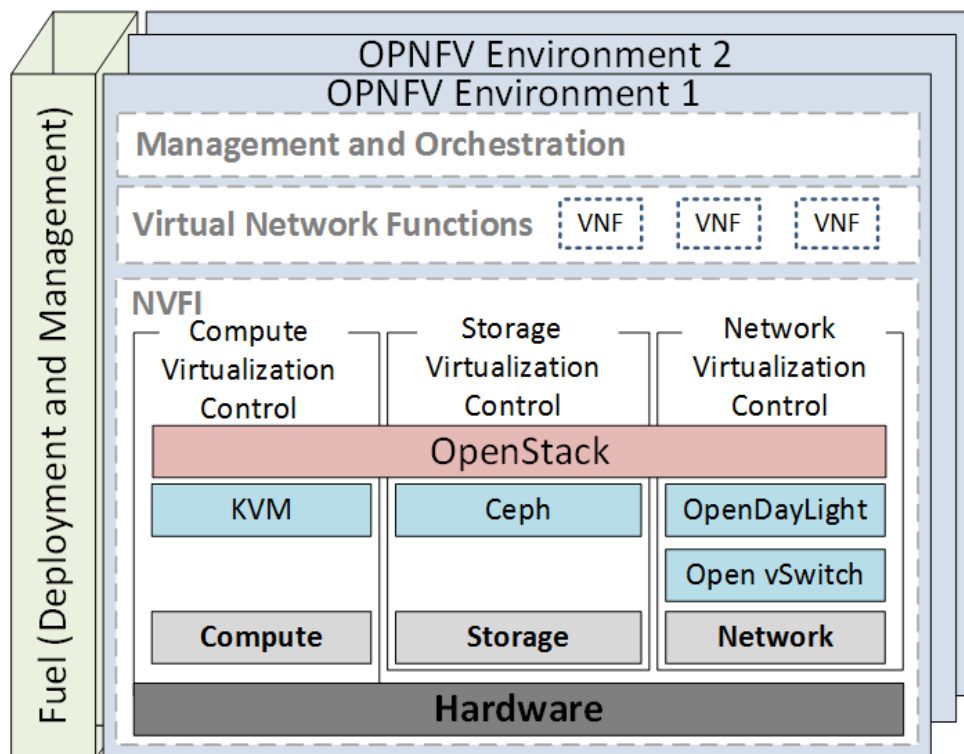 Fuel (Deployment and Management)
OPNFV Environment 2
OPNFV Environment 1
Management and Orchestration
Virtual Network Functions
VNF
VNF
VNF
NVFI
Compute
Virtualization
Control
Storage
Virtualization
Control
Network
Virtualization
Control
OpenStack
KVM
Ceph
OpenDayLight
Open vSwitch
Compute
Storage
Network
Hardware